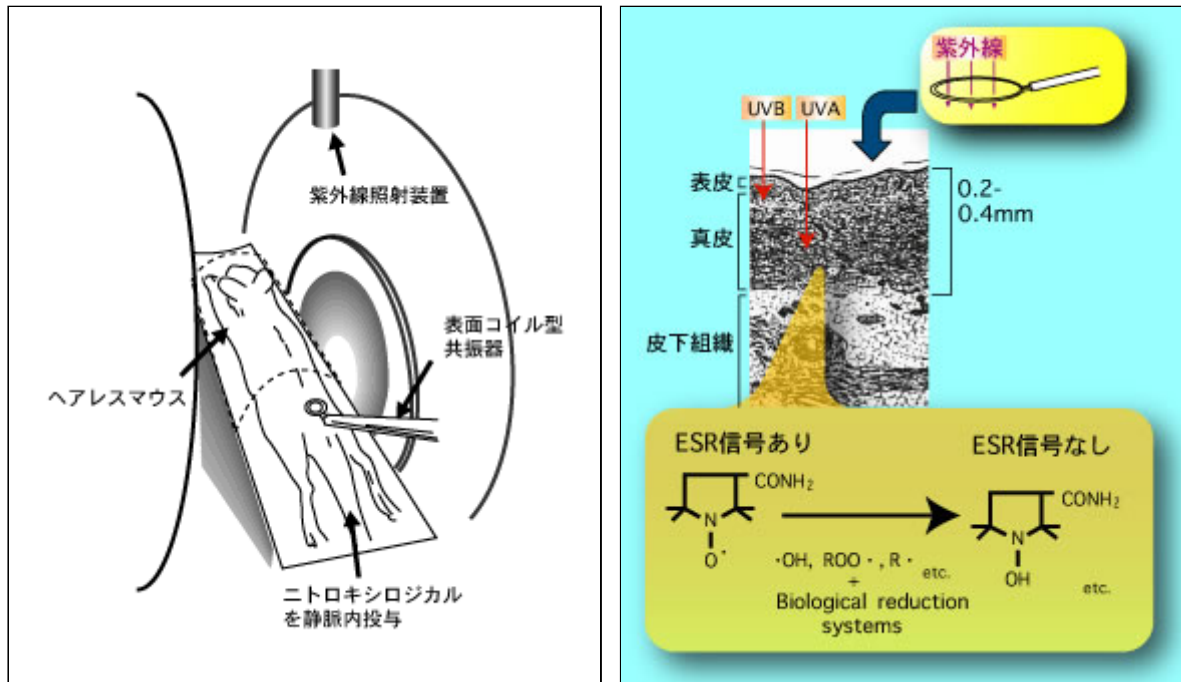 紫外線照射装置
表面コイル型
共振器
ヘアレスマウス
ニトロキシロジカル
を静脈内投与
紫外線
UVB
UVA
表皮
真皮
皮下組織
0.2-
0.4mm
ESR信号あり
ESR信号なし
CONH₂
N
O・
・OH, ROO・, R・ etc.
+
Biological reduction
systems
CONH₂
N
OH
etc.